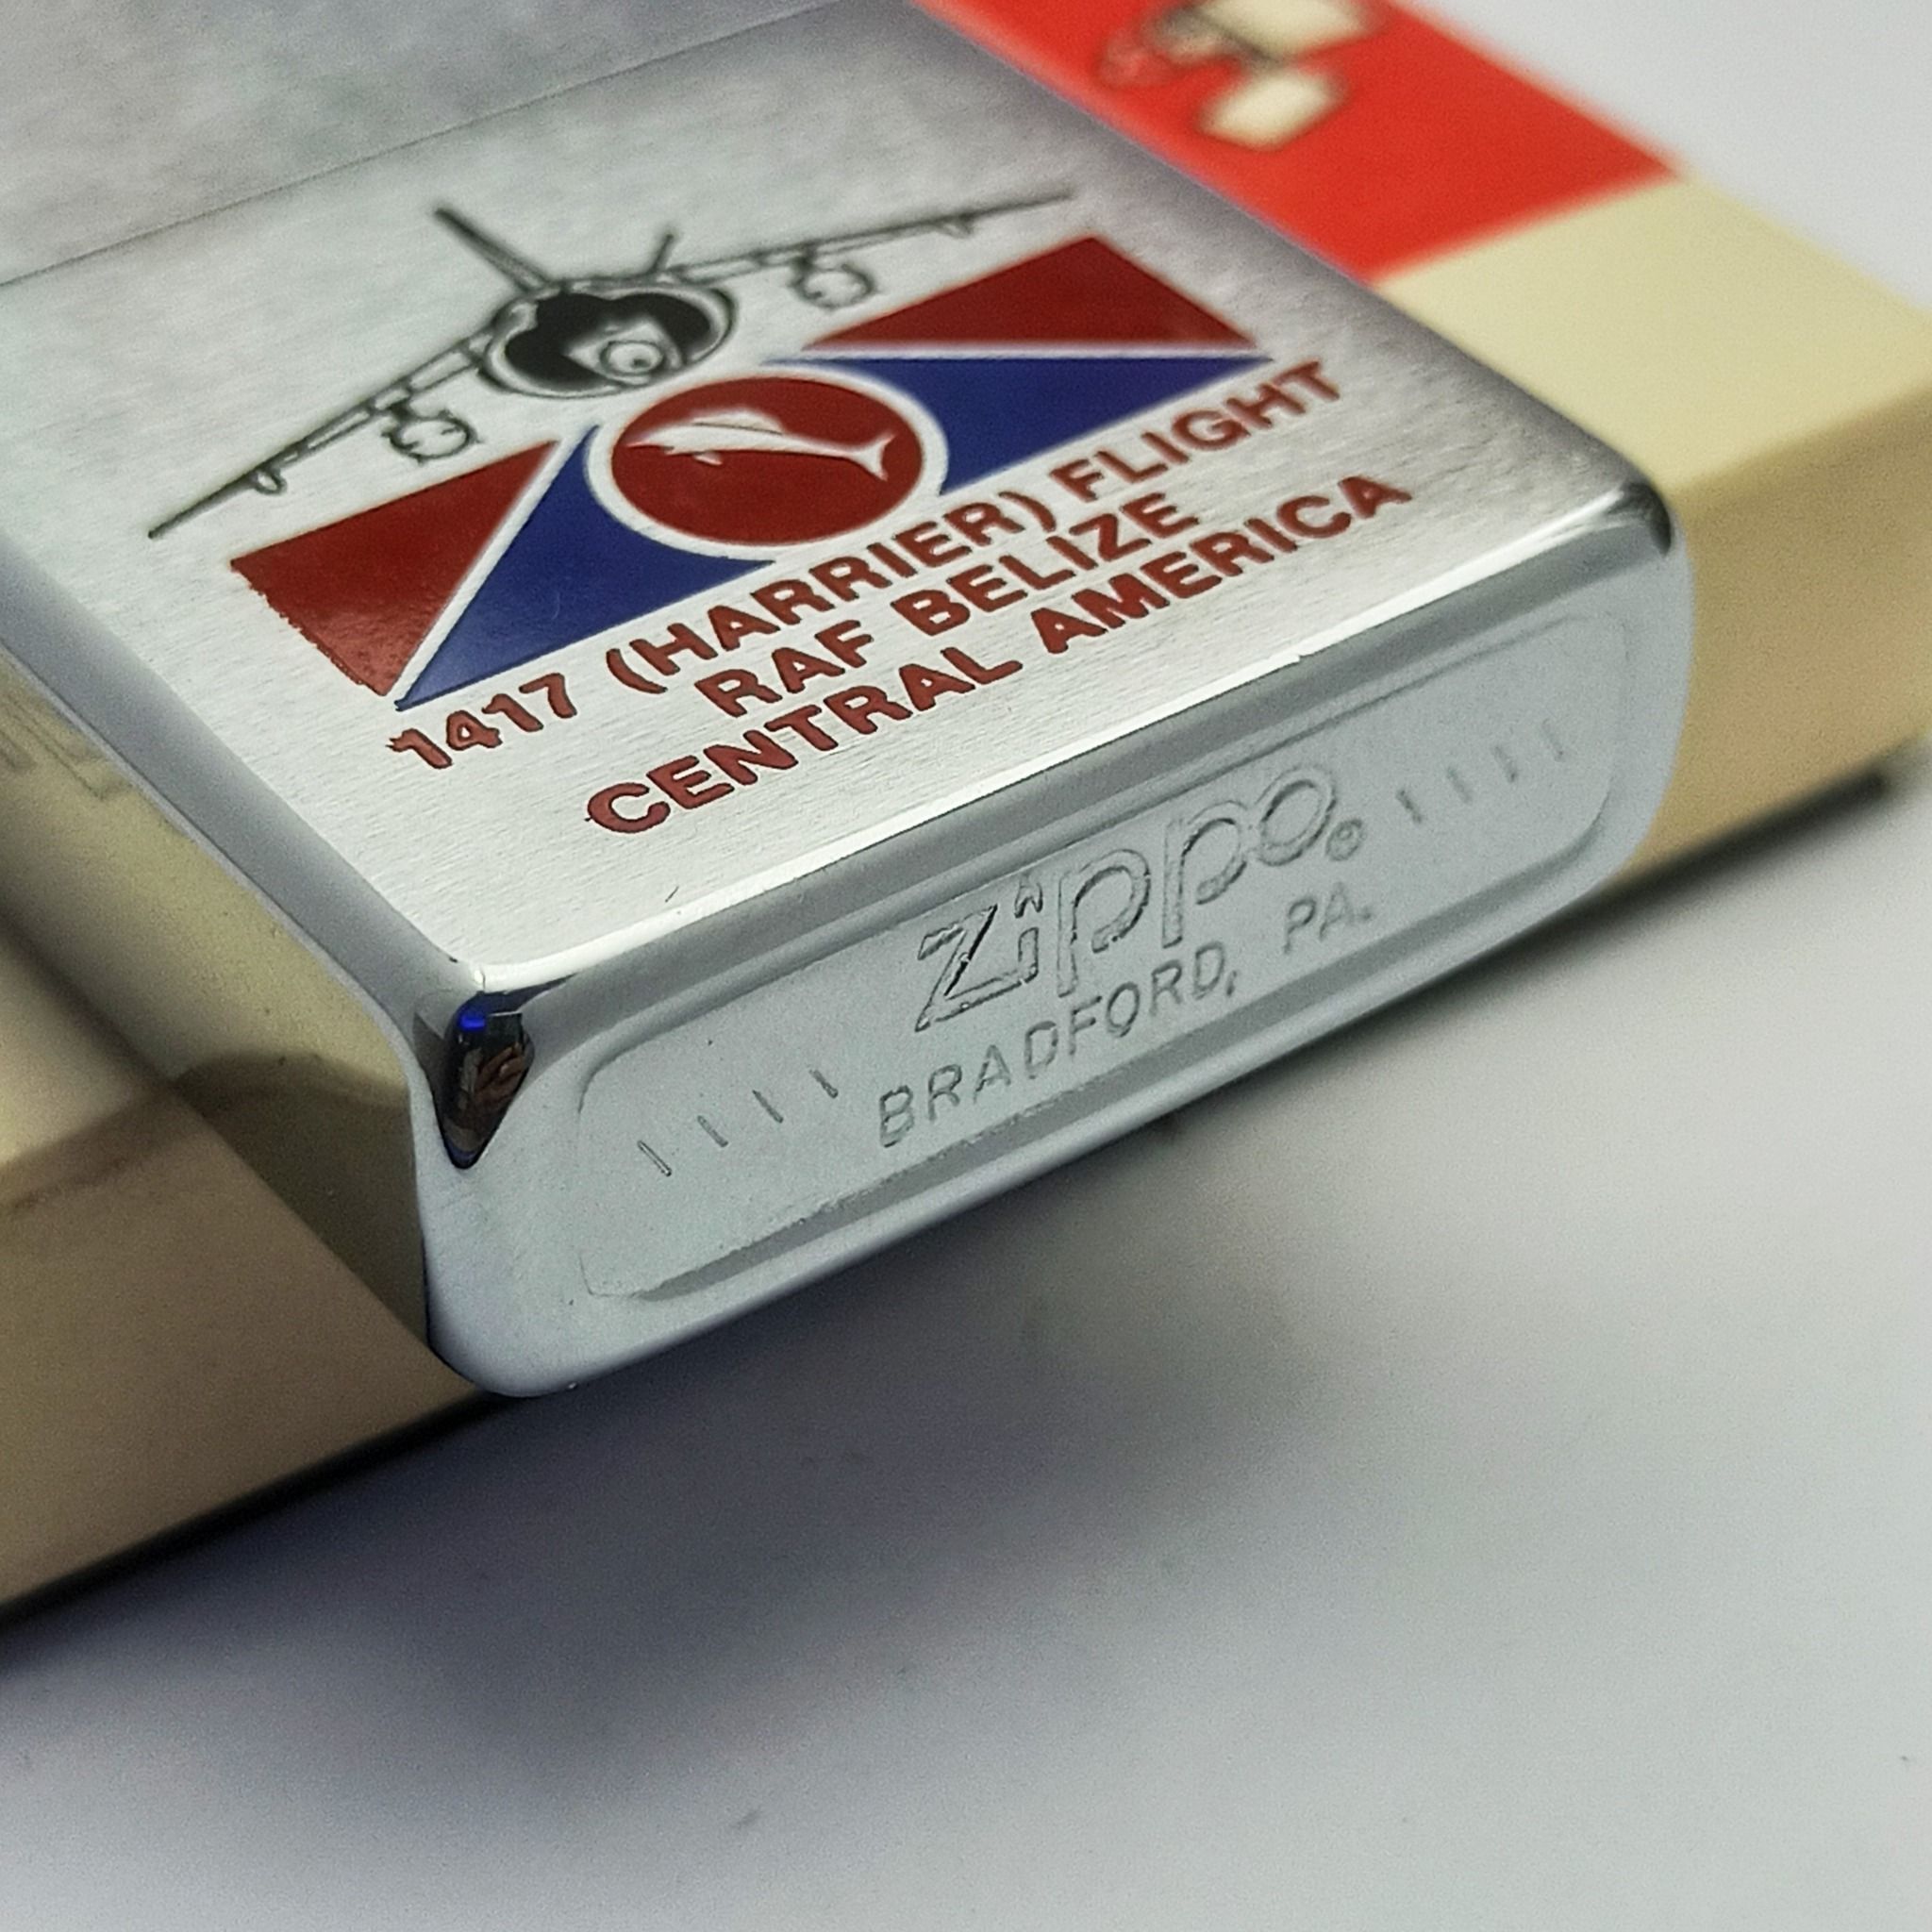 1417 (HARRIER) FLIGHT
RAF BELIZE
CENTRAL AMERICA
Zippo®
BRADFORD, PA.